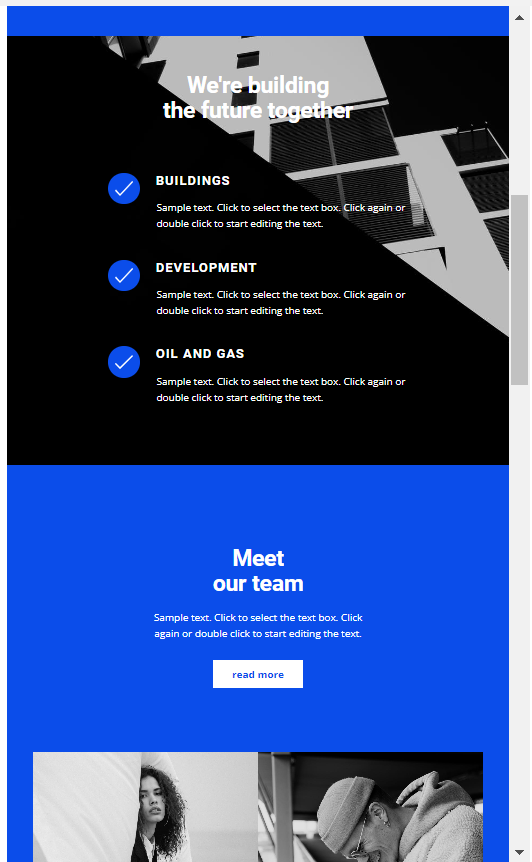 We're building
the future together
BUILDINGS
Sample text. Click to select the text box. Click again or
double click to start editing the text.
DEVELOPMENT
Sample text. Click to select the text box. Click again or
double click to start editing the text.
OIL AND GAS
Sample text. Click to select the text box. Click again or
double click to start editing the text.
Meet
our team
Sample text. Click to select the text box. Click
again or double click to start editing the text.
read more